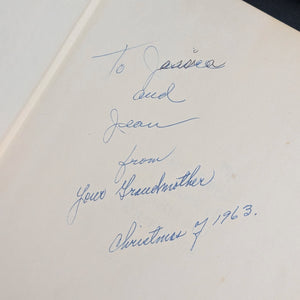 To Jessica
and
Jean
from
Your Grandmother
Christmas of 1963.